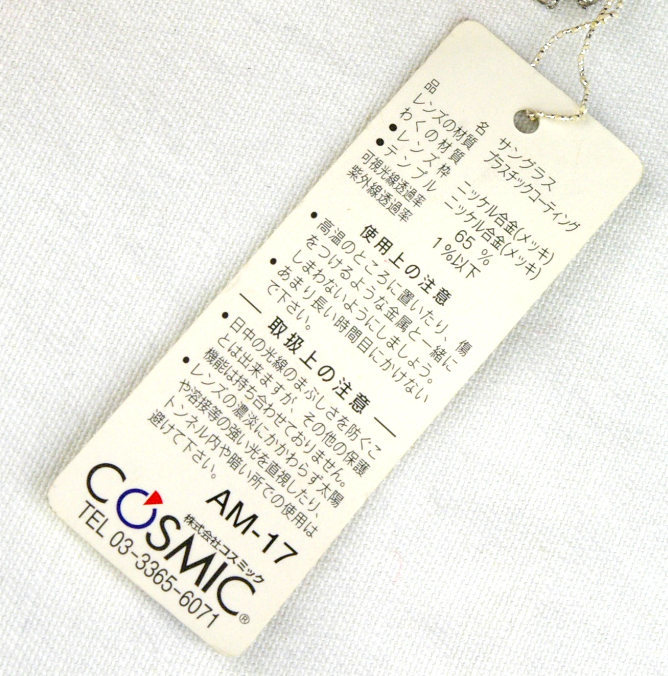 品 名 サングラス
レンズの材質 プラスチックコーティング
わくの材質
●レンズ枠 ニッケル合金(メッキ)
●テンプル ニッケル合金(メッキ)
可視光線透過率 65 %
紫外線透過率 1%以下
使用上の注意
●高温のところに置いたり、傷
をつけるような金属と一緒に
しまわないようにしましょう。
●あまり長い時間目にかけない
で下さい。
— 取扱上の注意 —
●日中の光線のまぶしさを防ぐこ
とは出来ますが、その他の保護
機能は持ち合わせておりません。
●レンズの濃淡にかかわらず太陽
や溶接等の強い光を直視したり、
トンネル内や暗い所での使用は
避けて下さい。
AM-17
株式会社コスミック
COSMIC®
TEL 03-3365-6071